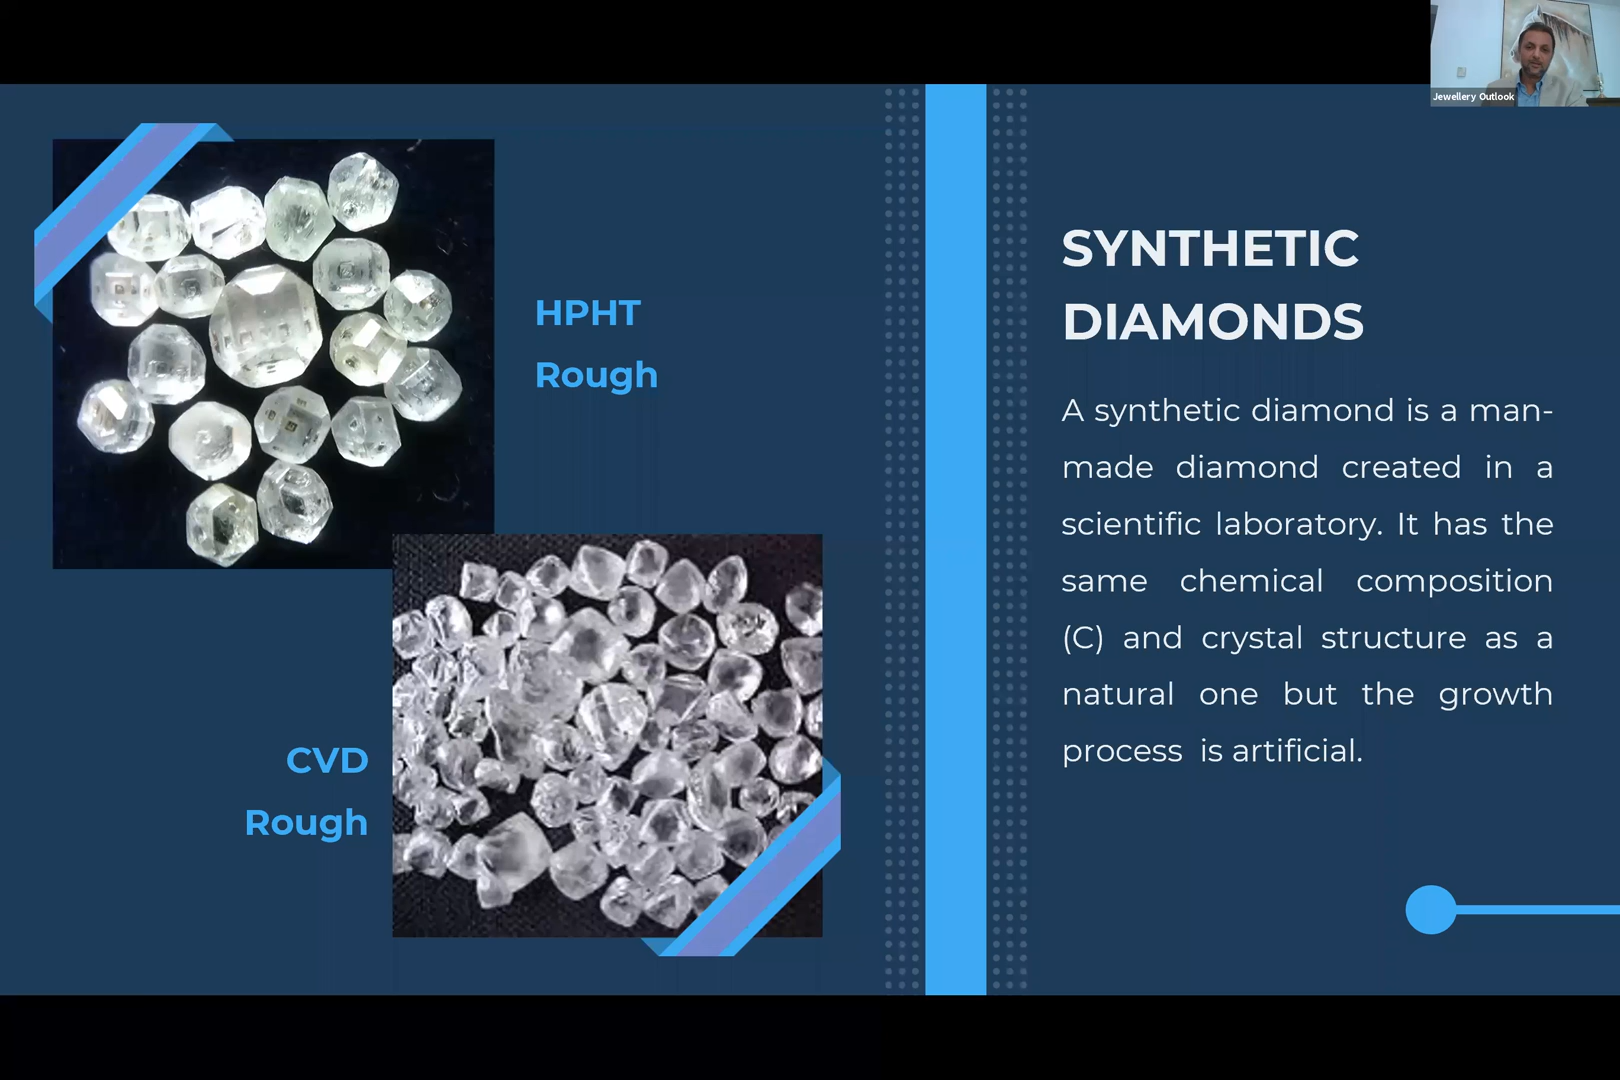 Jewellery Outlook
HPHT
Rough
CVD
Rough
SYNTHETIC
DIAMONDS
A synthetic diamond is a man-
made diamond created in a
scientific laboratory. It has the
same chemical composition
(C) and crystal structure as a
natural one but the growth
process is artificial.